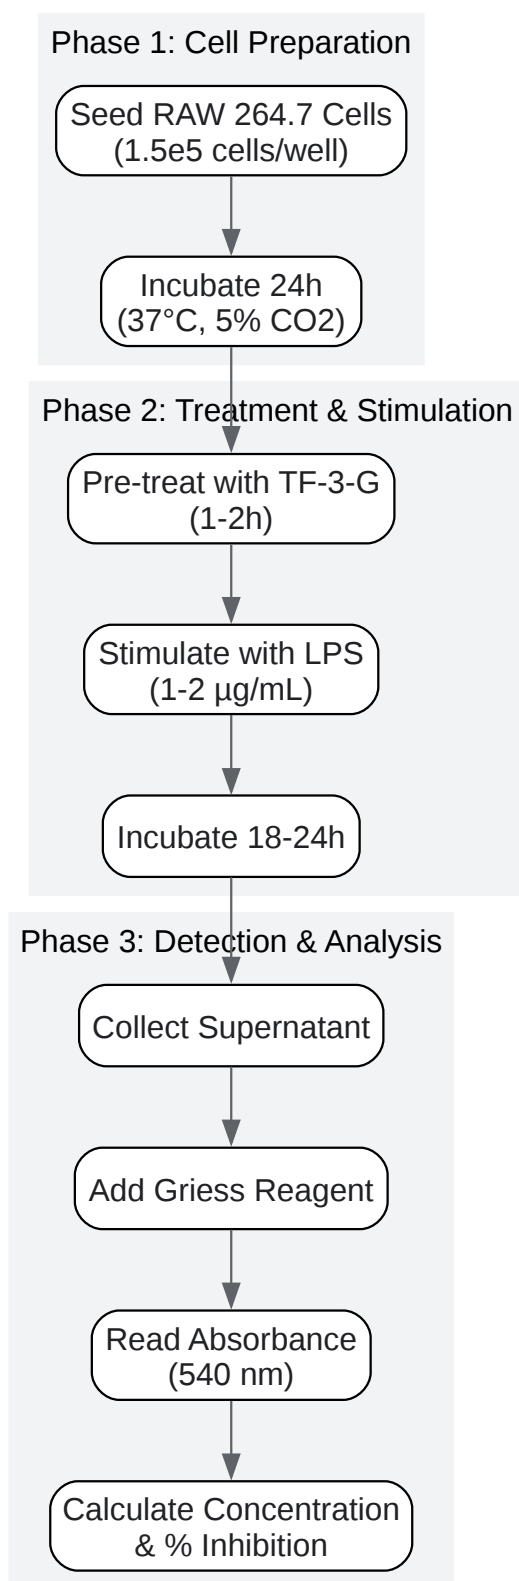 Phase 1: Cell Preparation
Seed RAW 264.7 Cells
(1.5e5 cells/well)
Incubate 24h
(37°C, 5% CO2)
Phase 2: Treatment & Stimulation
Pre-treat with TF-3-G
(1-2h)
Stimulate with LPS
(1-2 µg/mL)
Incubate 18-24h
Phase 3: Detection & Analysis
Collect Supernatant
Add Griess Reagent
Read Absorbance
(540 nm)
Calculate Concentration
& % Inhibition